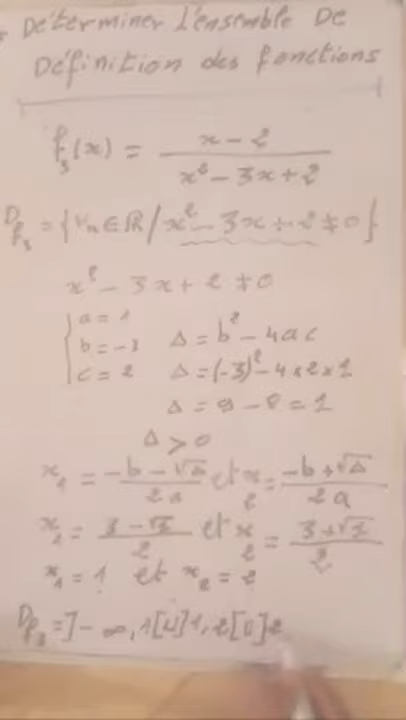 Déterminer l'ensemble De
Définition des fonctions
f₃(x) = (x - 2) / (x² - 3x + 2)
Df₃ = {∀x ∈ ℝ / x² - 3x + 2 ≠ 0}
x² - 3x + 2 ≠ 0
a = 1
b = -3 Δ = b² - 4ac
c = 2 Δ = (-3)² - 4×2×1
Δ = 9 - 8 = 1
Δ > 0
x₁ = (-b - √Δ) / 2a et x₂ = (-b + √Δ) / 2a
x₁ = (3 - √1) / 2 et x₂ = (3 + √1) / 2
x₁ = 1 et x₂ = 2
Df₃ = ]-∞, 1[ ∪ ]1, 2[ ∪ ]2